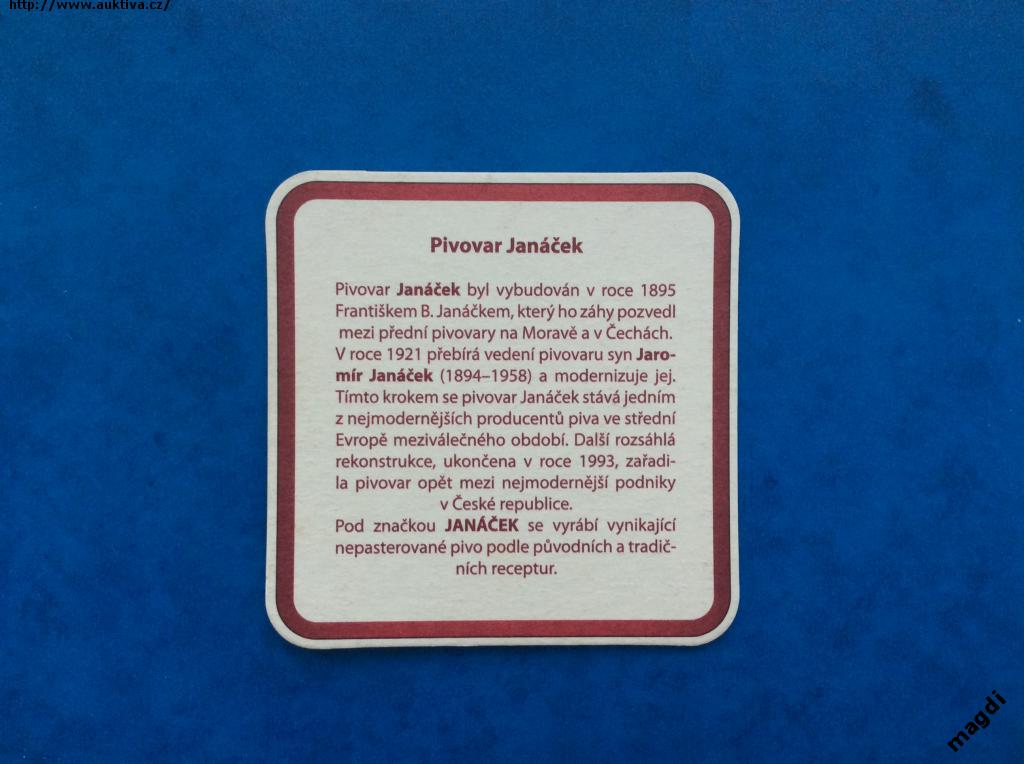 http://www.auktiva.cz/
Pivovar Janáček
Pivovar Janáček byl vybudován v roce 1895
Františkem B. Janáčkem, který ho záhy pozvedl
mezi přední pivovary na Moravě a v Čechách.
V roce 1921 přebírá vedení pivovaru syn Jaro-
mír Janáček (1894–1958) a modernizuje jej.
Tímto krokem se pivovar Janáček stává jedním
z nejmodernějších producentů piva ve střední
Evropě meziválečného období. Další rozsáhlá
rekonstrukce, ukončena v roce 1993, zařadi-
la pivovar opět mezi nejmodernější podniky
v České republice.
Pod značkou JANÁČEK se vyrábí vynikající
nepasterované pivo podle původních a tradič-
ních receptur.
magdi